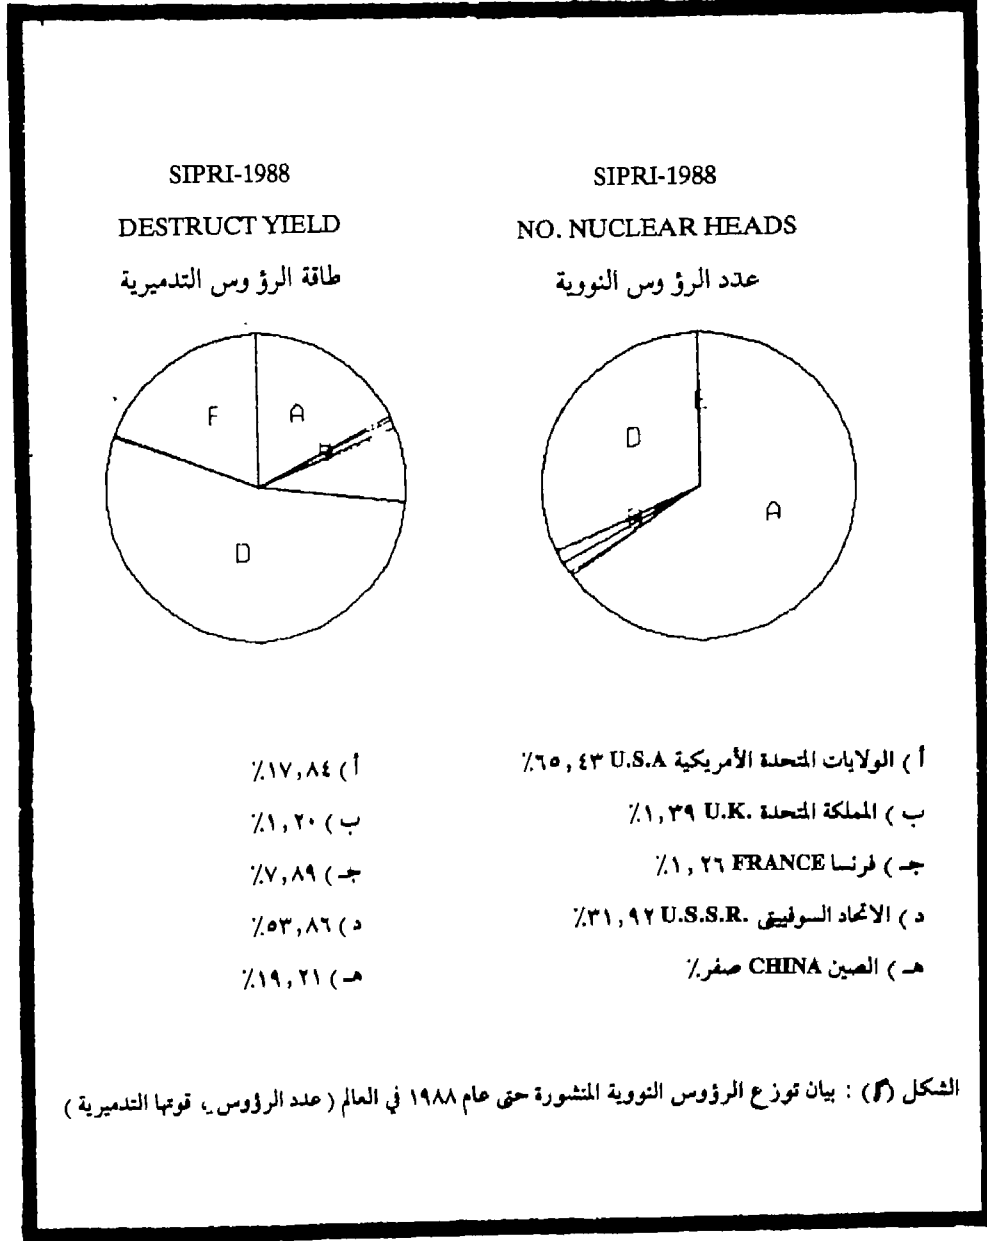 SIPRI-1988
NO. NUCLEAR HEADS
عدد الرؤوس النووية
D
A
SIPRI-1988
DESTRUCT YIELD
طاقة الرؤوس التدميرية
F
A
D
أ ) الولايات المتحدة الأمريكية U.S.A ٦٥,٤٣٪
ب ) المملكة المتحدة U.K. ١,٣٩٪
جـ ) فرنسا FRANCE ١,٢٦٪
د ) الاتحاد السوفييتي U.S.S.R. ٣١,٩٢٪
هـ ) الصين CHINA صفر٪
أ ) ١٧,٨٤٪
ب ) ١,٢٠٪
جـ ) ٧,٨٩٪
د ) ٥٣,٨٦٪
هـ ) ١٩,٢١٪
الشكل (٢) : بيان توزع الرؤوس النووية المنشورة حتى عام ١٩٨٨ في العالم ( عدد الرؤوس ، قوتها التدميرية )